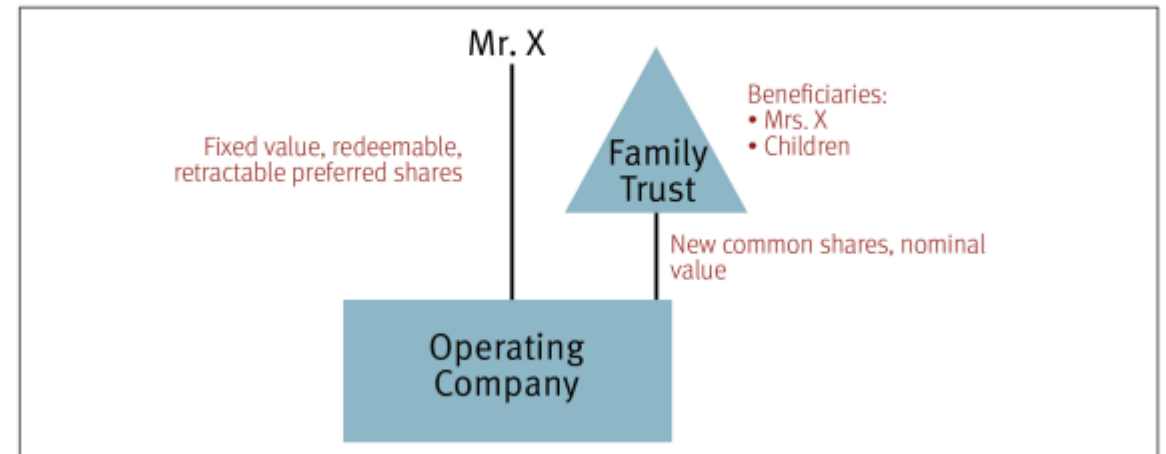 Mr. X
Beneficiaries:
• Mrs. X
• Children
Fixed value, redeemable,
retractable preferred shares
Family
Trust
New common shares, nominal
value
Operating
Company